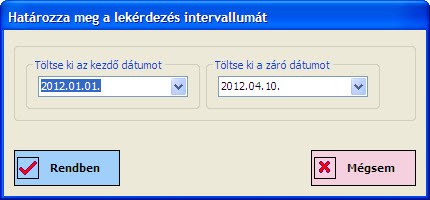 Határozza meg a lekérdezés intervallumát
Töltse ki az kezdő dátumot
Töltse ki a záró dátumot
2012.01.01.
2012.04.10.
Rendben
Mégsem